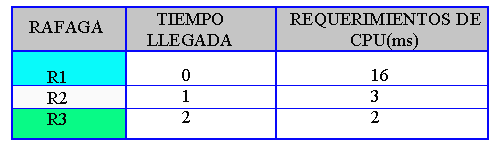 RAFAGA TIEMPO LLEGADA REQUERIMIENTOS DE CPU(ms)
R1 0 16
R2 1 3
R3 2 2